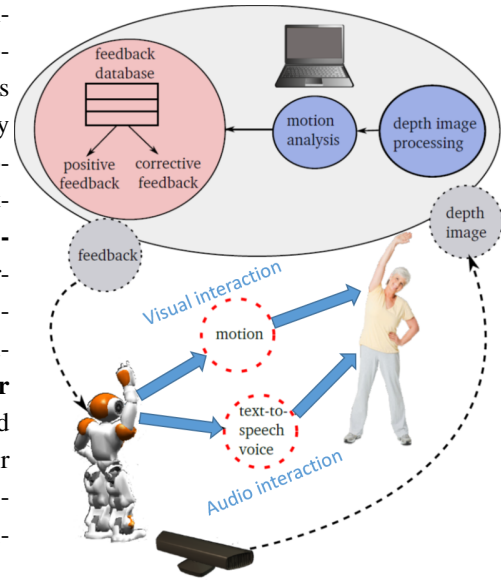 feedback
database
positive
feedback
corrective
feedback
motion
analysis
depth image
processing
depth
image
feedback
Visual interaction
motion
text-to-
speech
voice
Audio interaction